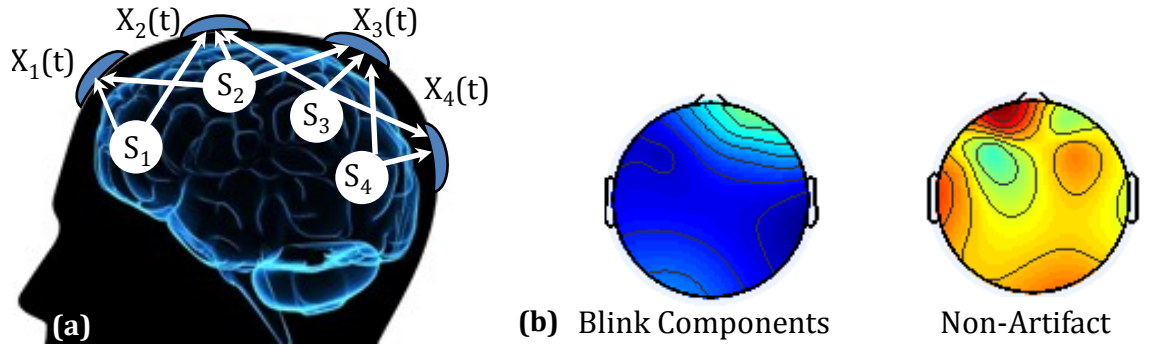 X₁(t)
X₂(t)
X₃(t)
X₄(t)
S₁
S₂
S₃
S₄
(a)
(b) Blink Components
Non-Artifact